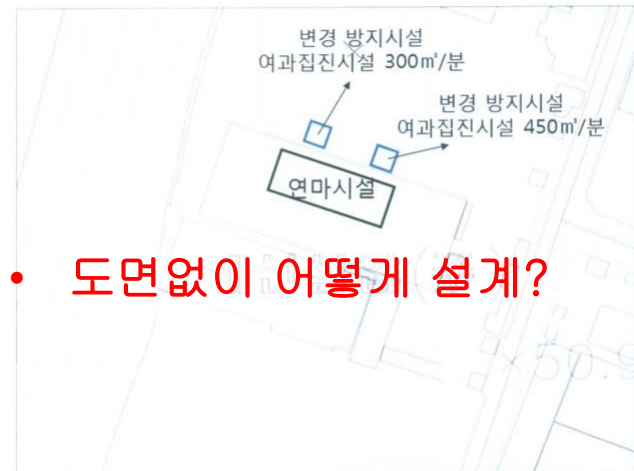 변경 방지시설
여과집진시설 300㎥/분
변경 방지시설
여과집진시설 450㎥/분
연마시설
• 도면없이 어떻게 설계?
×50.9